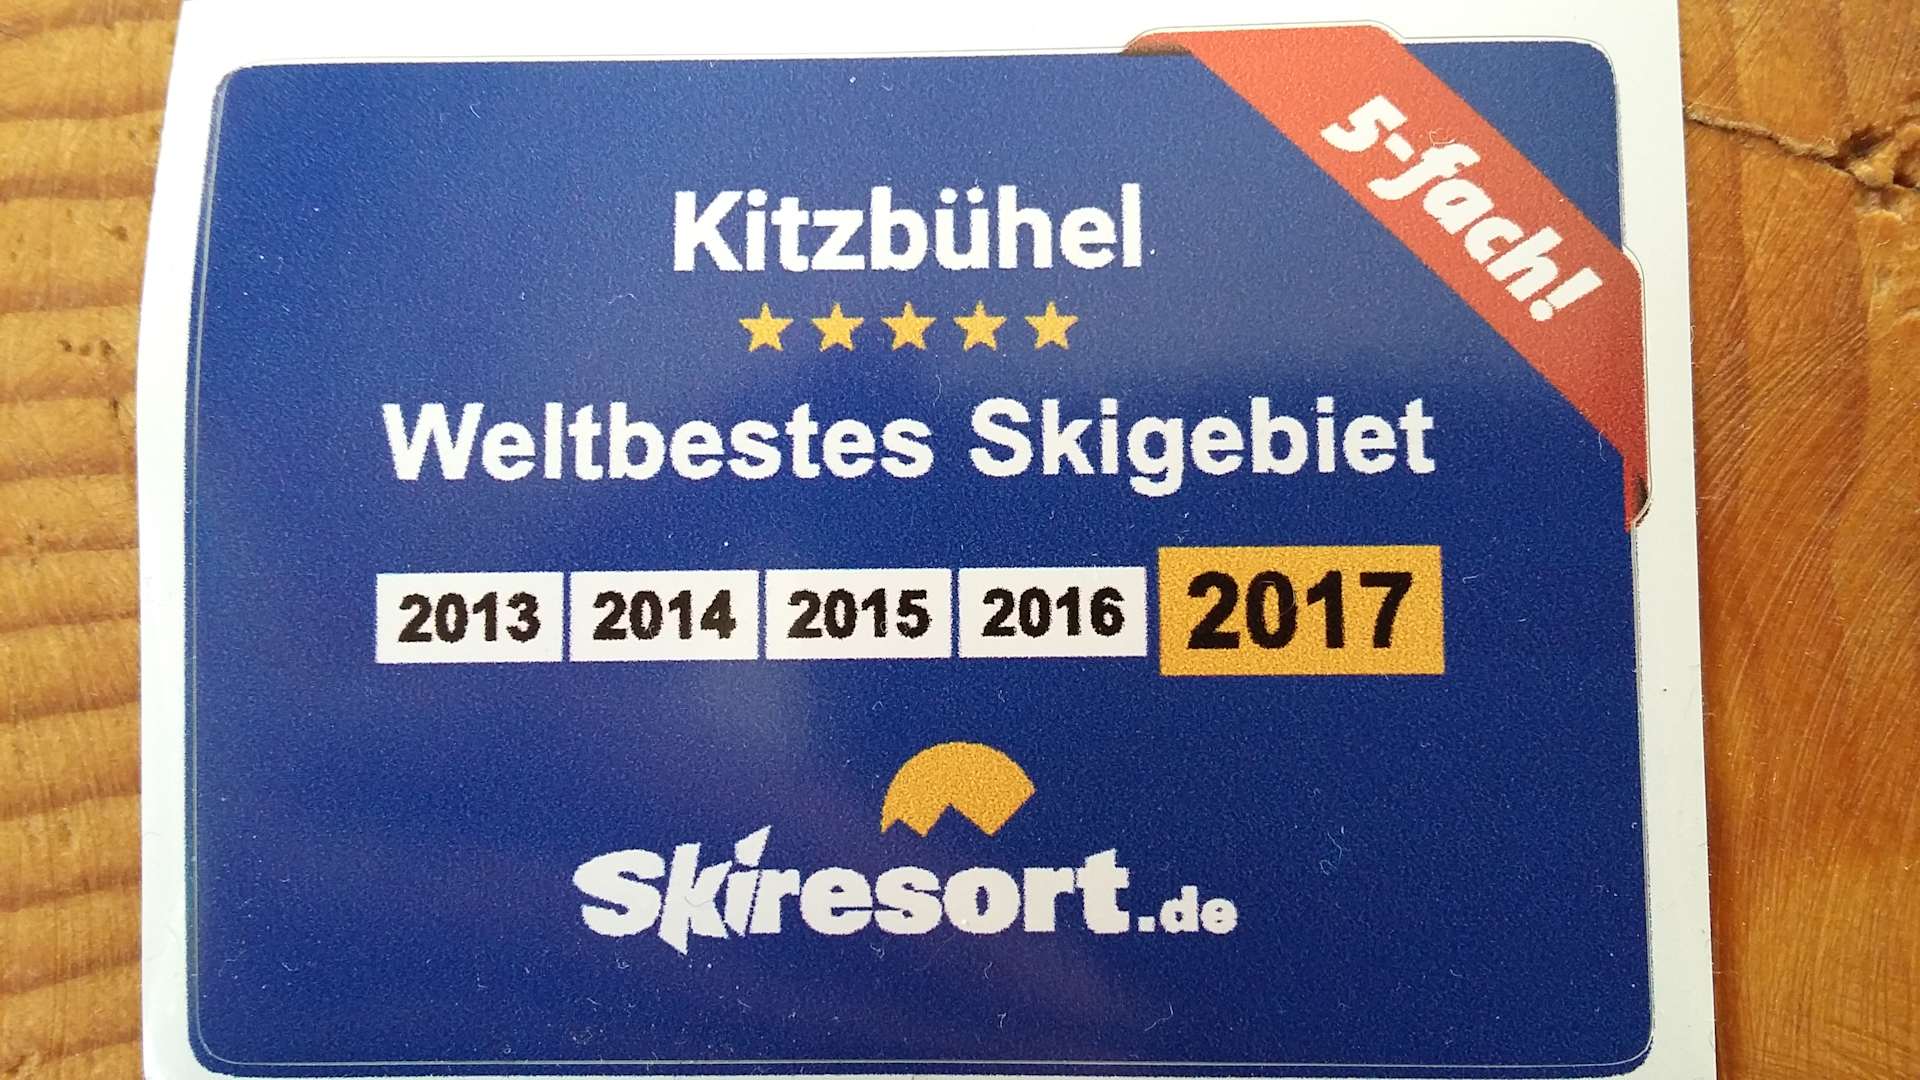 5-fach!
Kitzbühel
Weltbestes Skigebiet
2013 2014 2015 2016 2017
Skiresort.de